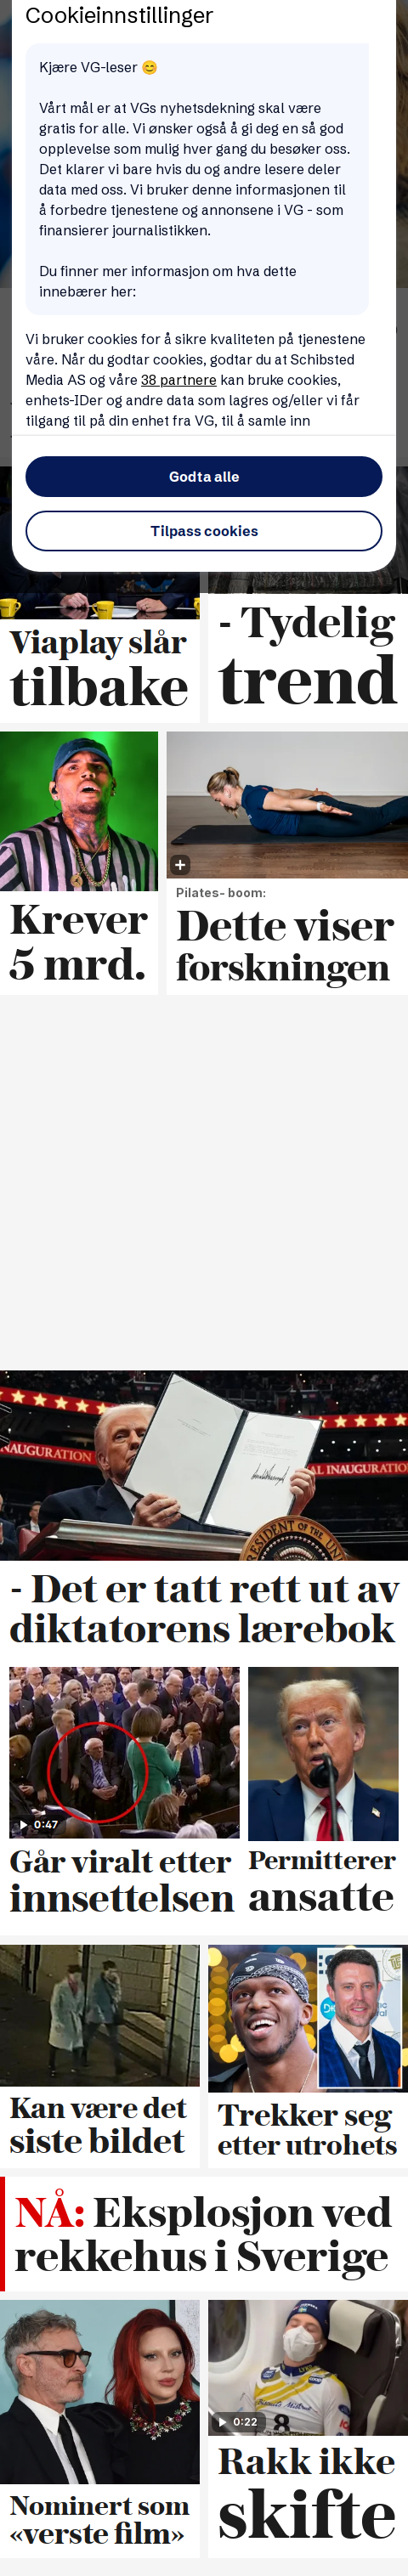 Cookieinnstillinger
Kjære VG-leser 😊
Vårt mål er at VGs nyhetsdekning skal være
gratis for alle. Vi ønsker også å gi deg en så god
opplevelse som mulig hver gang du besøker oss.
Det klarer vi bare hvis du og andre lesere deler
data med oss. Vi bruker denne informasjonen til
å forbedre tjenestene og annonsene i VG - som
finansierer journalistikken.
Du finner mer informasjon om hva dette
innebærer her:
Vi bruker cookies for å sikre kvaliteten på tjenestene
våre. Når du godtar cookies, godtar du at Schibsted
Media AS og våre 38 partnere kan bruke cookies,
enhets-IDer og andre data som lagres og/eller vi får
tilgang til på din enhet fra VG, til å samle inn
Godta alle
Tilpass cookies
Viaplay slår
tilbake
- Tydelig
trend
Krever
5 mrd.
Pilates- boom:
Dette viser
forskningen
NAUGURATION
AL INAUGURATION
PRESIDENT OF THE
- Det er tatt rett ut av
diktatorens lærebok
0:47
Går viralt etter
innsettelsen
Permitterer
ansatte
Kan være det
siste bildet
Trekker seg
etter utrohets
NÅ: Eksplosjon ved
rekkehus i Sverige
Nominert som
«verste film»
8
0:22
Rakk ikke
skifte